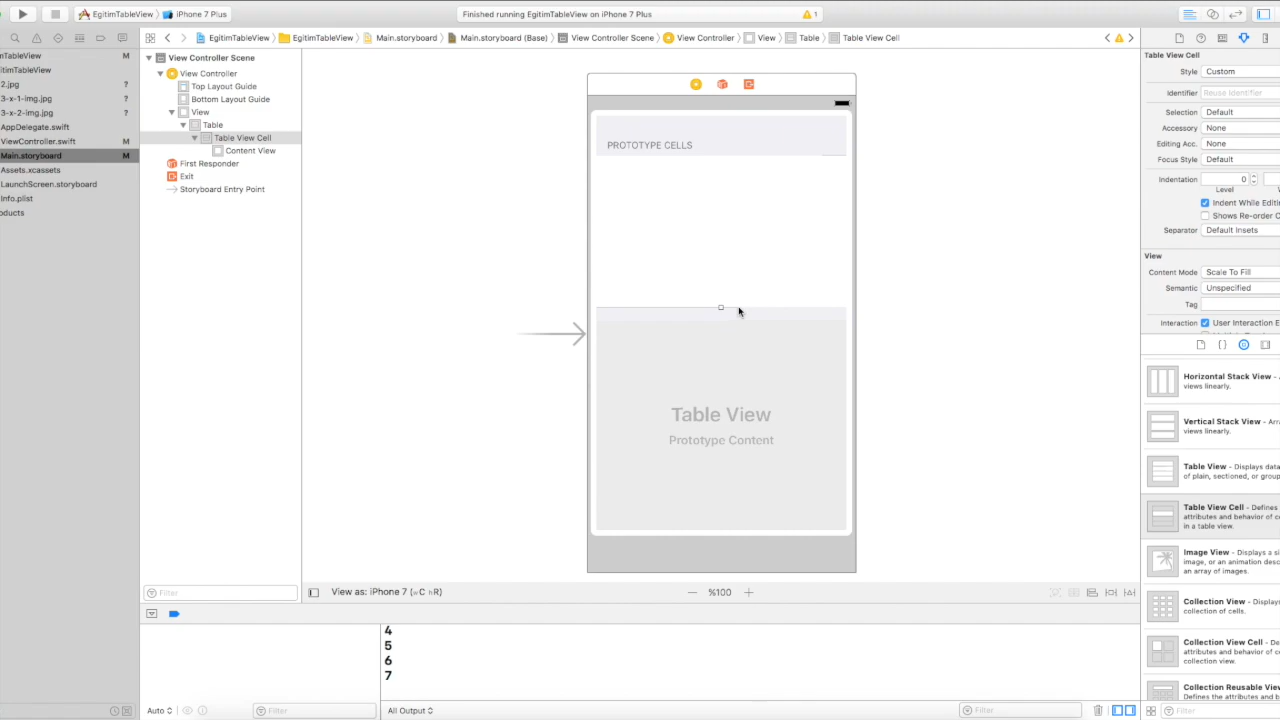 EgitimTableView
iPhone 7 Plus
Finished running EgitimTableView on iPhone 7 Plus
1
EgitimTableView
EgitimTableView
Main.storyboard
Main.storyboard (Base)
View Controller Scene
View Controller
View
Table
Table View Cell
mTableView
M
itimTableView
2.jpg
?
3-x-1-img.jpg
?
3-x-2-img.jpg
?
AppDelegate.swift
ViewController.swift
M
Main.storyboard
M
Assets.xcassets
LaunchScreen.storyboard
Info.plist
oducts
View Controller Scene
View Controller
Top Layout Guide
Bottom Layout Guide
View
Table
Table View Cell
Content View
First Responder
Exit
Storyboard Entry Point
Filter
PROTOTYPE CELLS
Table View
Prototype Content
View as: iPhone 7 (wC hR)
%100
4
5
6
7
Auto
Filter
All Output
Filter
Table View Cell
Style
Custom
Identifier
Reuse Identifier
Selection
Default
Accessory
None
Editing Acc.
None
Focus Style
Default
Indentation
0
Level
Indent While Editi
Shows Re-order C
Separator
Default Insets
View
Content Mode
Scale To Fill
Semantic
Unspecified
Tag
Interaction
User Interaction E
Horizontal Stack View - A
views linearly.
Vertical Stack View - Arra
views linearly.
Table View - Displays data
of plain, sectioned, or group
Table View Cell - Defines
attributes and behavior of ce
in a table view.
Image View - Displays a si
image, or an animation desc
an array of images.
Collection View - Display
collection of cells.
Collection View Cell - De
attributes and behavior of ce
collection view.
Collection Reusable View
Defines the attributes and b
Filter